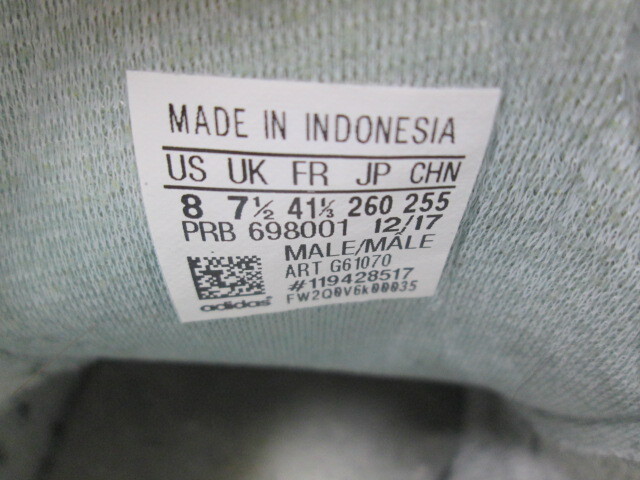 MADE IN INDONESIA
US UK FR JP CHN
8 7½ 41⅓ 260 255
PRB 698001 12/17
MALE/MÂLE
ART G61070
#119428517
FW2Q0V6k00035
adidas